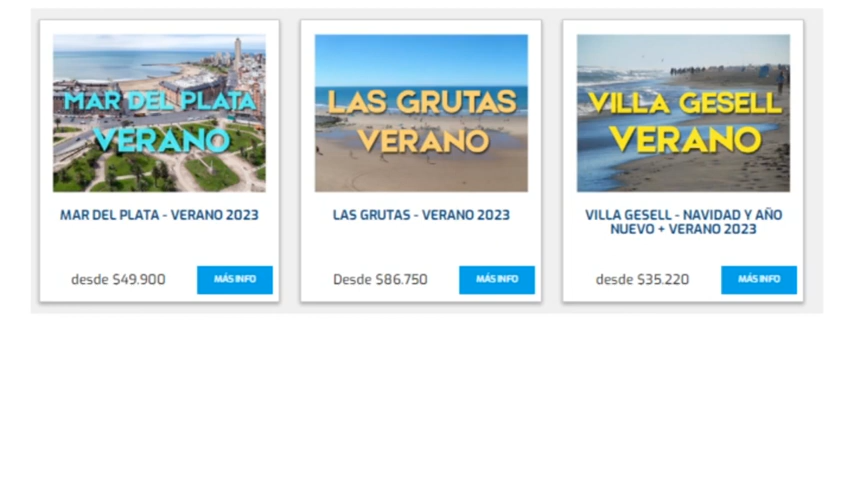 MAR DEL PLATA
VERANO
MAR DEL PLATA - VERANO 2023
desde $49.900
MÁS INFO
LAS GRUTAS
VERANO
LAS GRUTAS - VERANO 2023
Desde $86.750
MÁS INFO
VILLA GESELL
VERANO
VILLA GESELL - NAVIDAD Y AÑO
NUEVO + VERANO 2023
desde $35.220
MÁS INFO